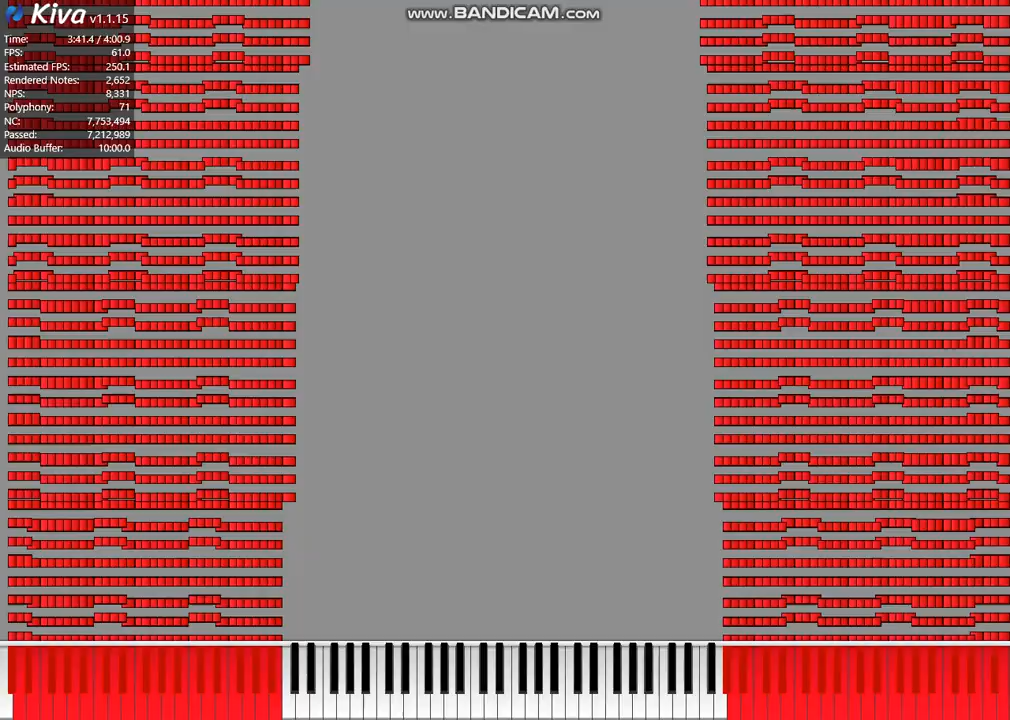 Kiva v1.1.15
www.BANDICAM.com
Time: 3:41.4 / 4:00.9
FPS: 61.0
Estimated FPS: 250.1
Rendered Notes: 2,652
NPS: 8,331
Polyphony: 71
NC: 7,753,494
Passed: 7,212,989
Audio Buffer: 10:00.0